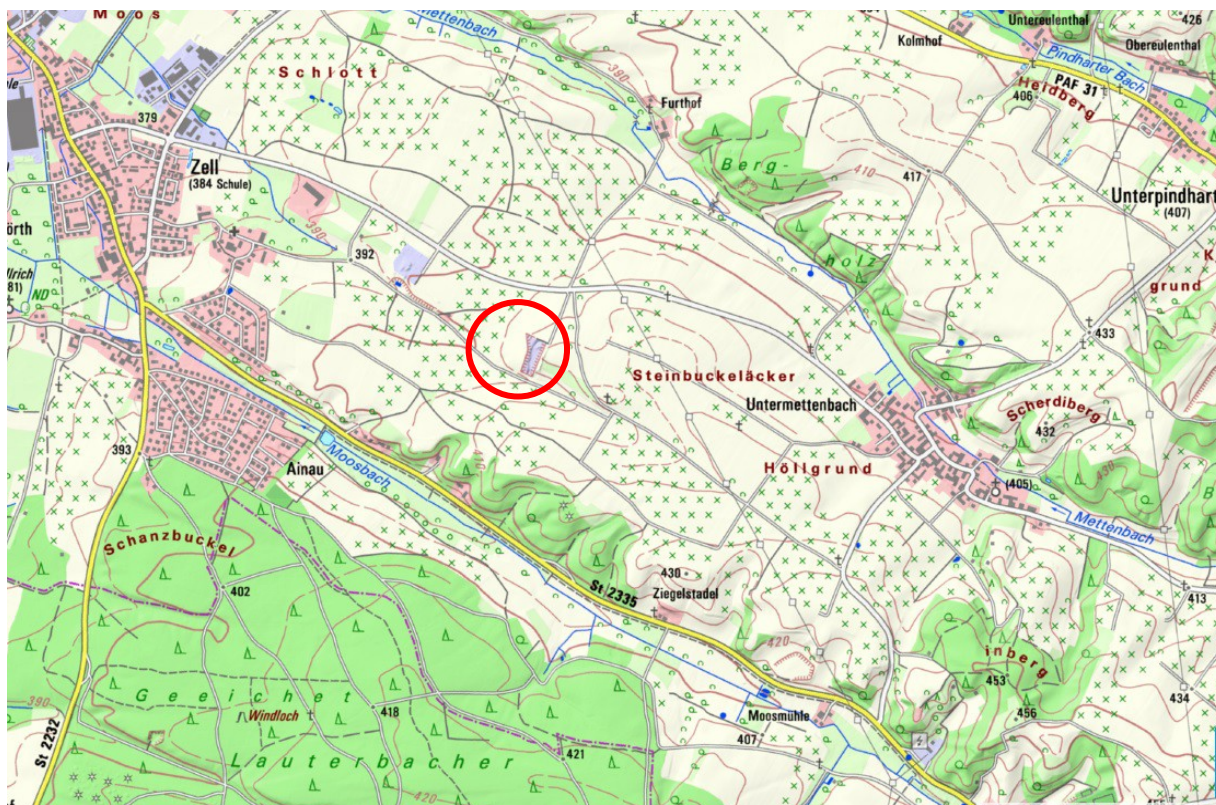 Moos
Mettenbach
390
Untereulenthal
426
Kolmhof
Obereulenthal
Pindharter Bach
PAF 31
Schlott
Furthof
Heidberg
406
379
Zell
(384 Schule)
Berg-
410
417
Unterpindhart
(407)
örth
390
392
holz
grund
ND
433
Steinbuckeläcker
Untermettenbach
Scherdiberg
432
393
Moosbach
410
Ainau
Höllgrund
430
(405)
Mettenbach
Schanzbuckel
402
St 2335
430
Ziegelstadel
413
420
inberg
453
434
Geeichet
390
Windloch
418
Moosmühle
407
456
St 2232
Lauterbacher
421
420